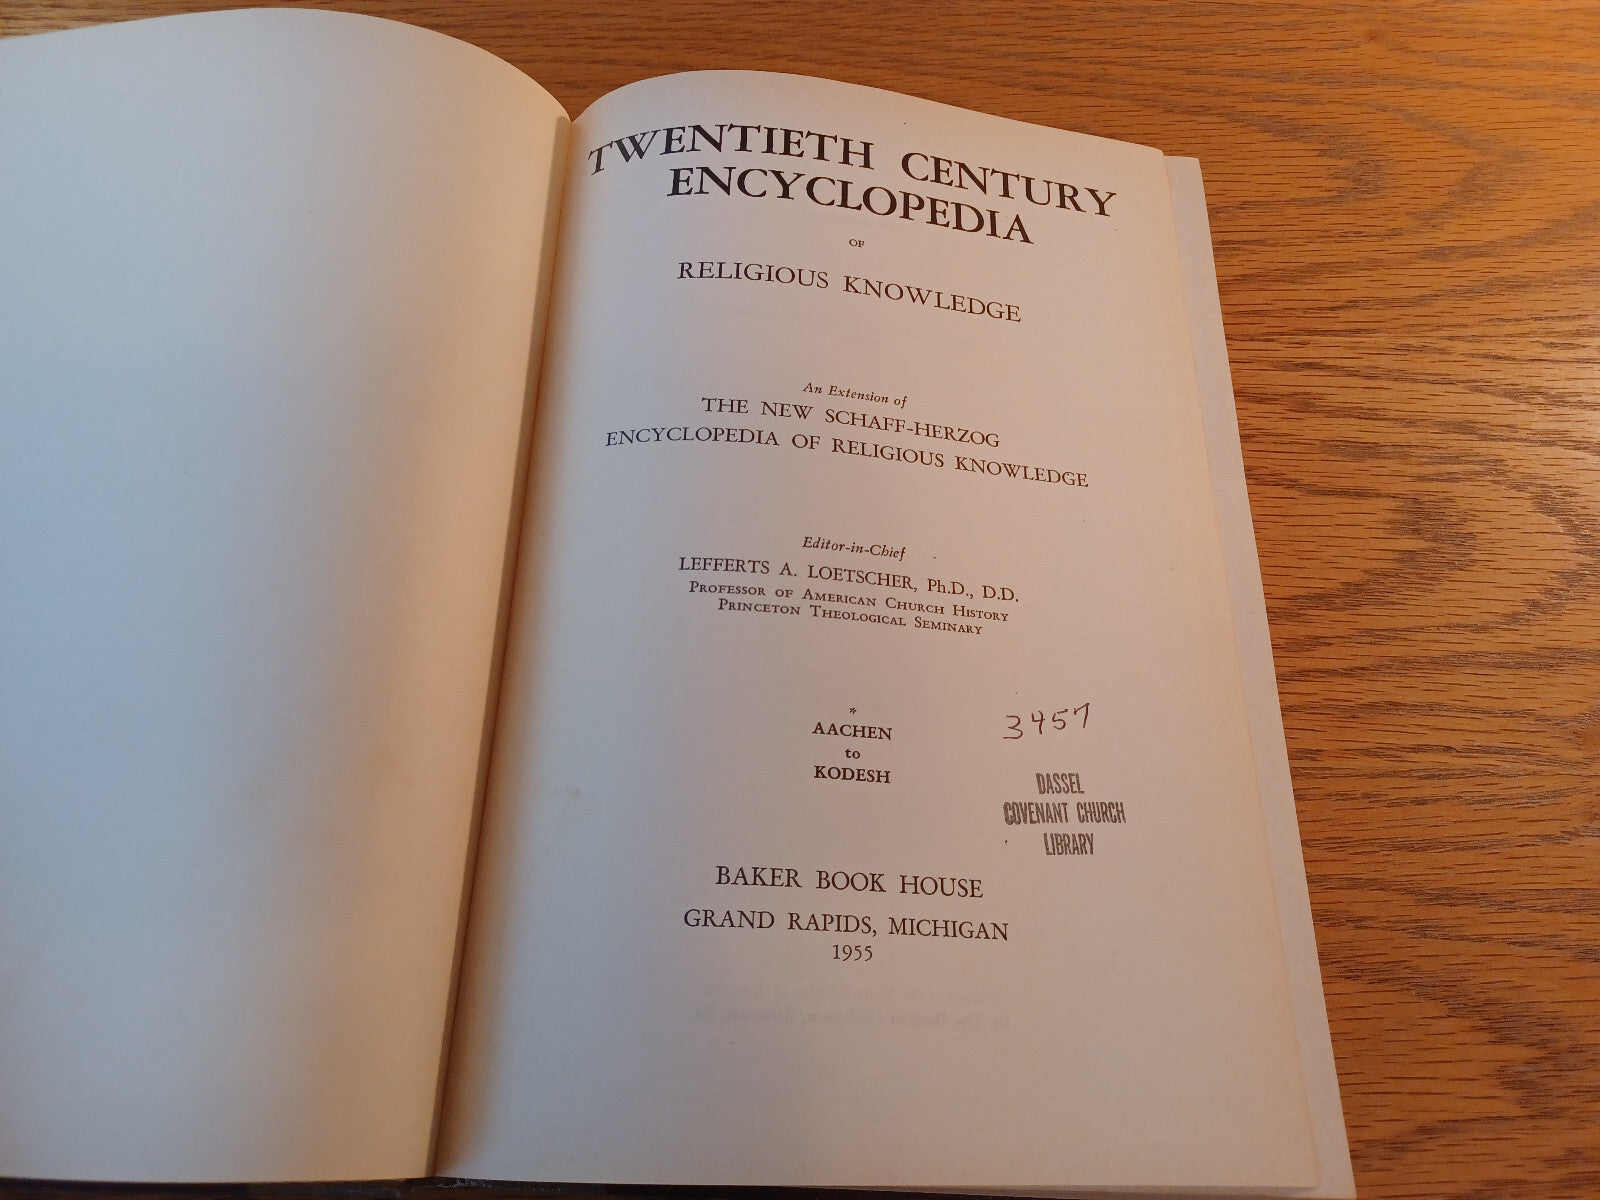 TWENTIETH CENTURY
ENCYCLOPEDIA
OF
RELIGIOUS KNOWLEDGE
An Extension of
THE NEW SCHAFF-HERZOG
ENCYCLOPEDIA OF RELIGIOUS KNOWLEDGE
Editor-in-Chief
LEFFERTS A. LOETSCHER, Ph.D., D.D.
PROFESSOR OF AMERICAN CHURCH HISTORY
PRINCETON THEOLOGICAL SEMINARY
*
AACHEN
to
KODESH
3457
DASSEL
COVENANT CHURCH
LIBRARY
BAKER BOOK HOUSE
GRAND RAPIDS, MICHIGAN
1955